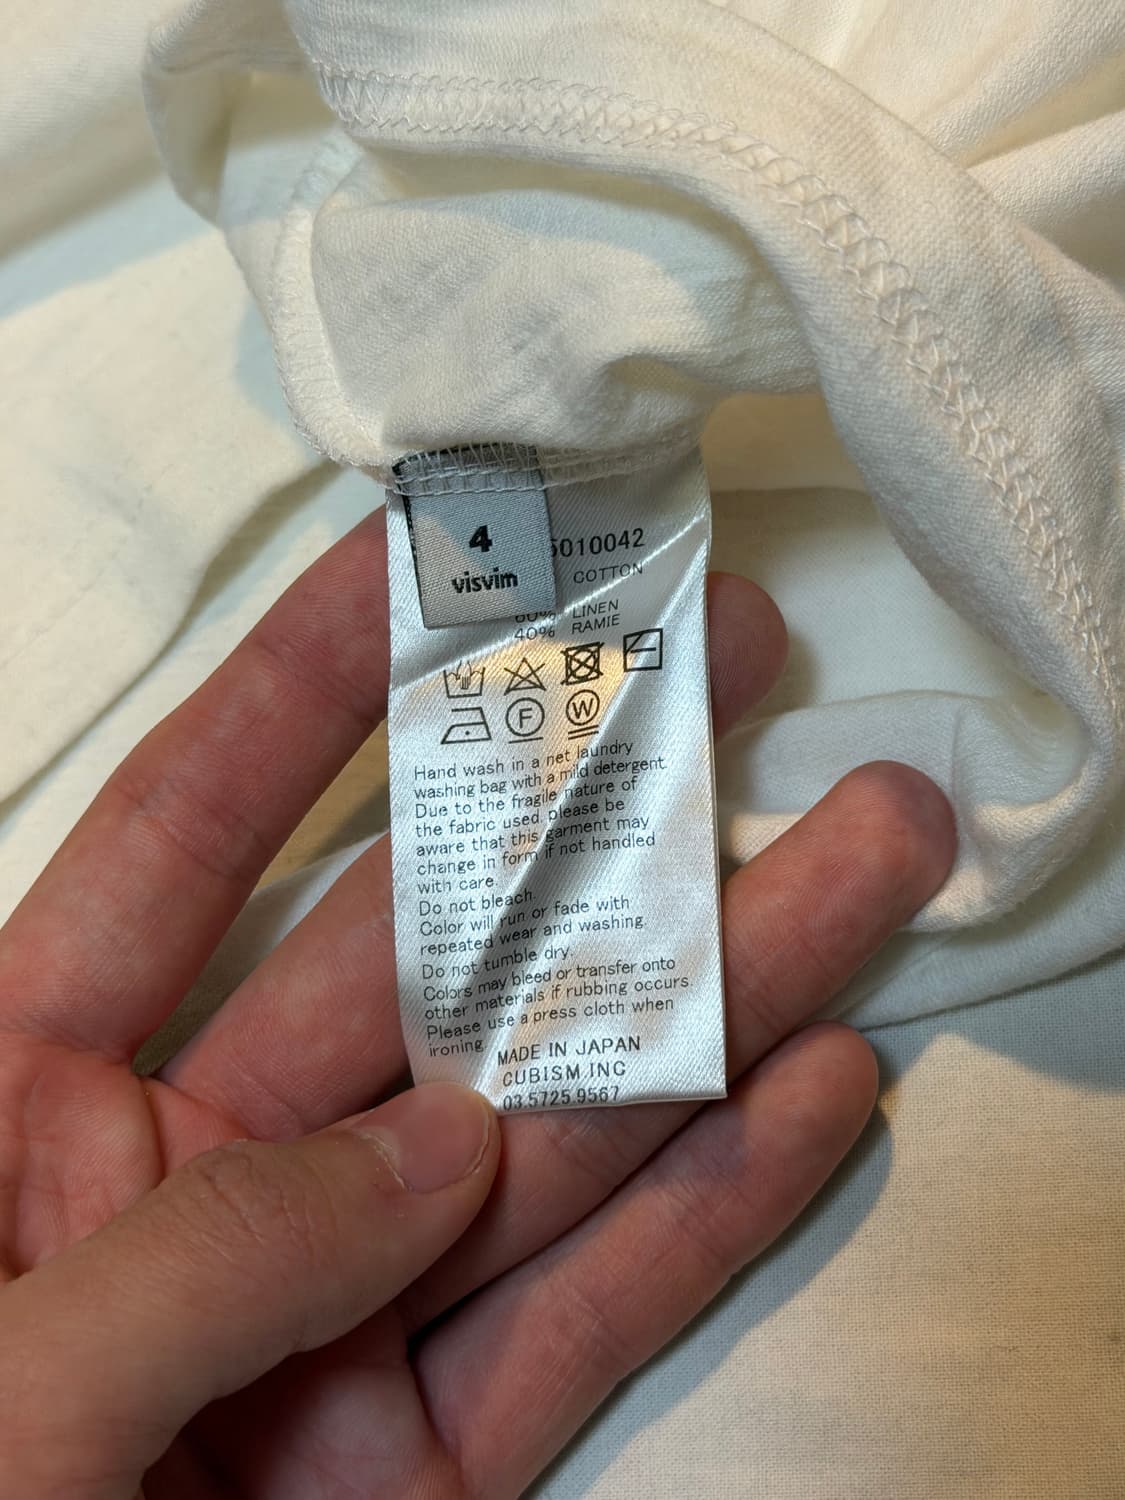 4
visvim
010042
COTTON
60% LINEN
40% RAMIE
F
W
Hand wash in a net laundry
washing bag with a mild detergent.
Due to the fragile nature of
the fabric used, please be
aware that this garment may
change in form if not handled
with care.
Do not bleach.
Color will run or fade with
repeated wear and washing.
Do not tumble dry.
Colors may bleed or transfer onto
other materials if rubbing occurs.
Please use a press cloth when
ironing.
MADE IN JAPAN
CUBISM INC
03.5725.9567